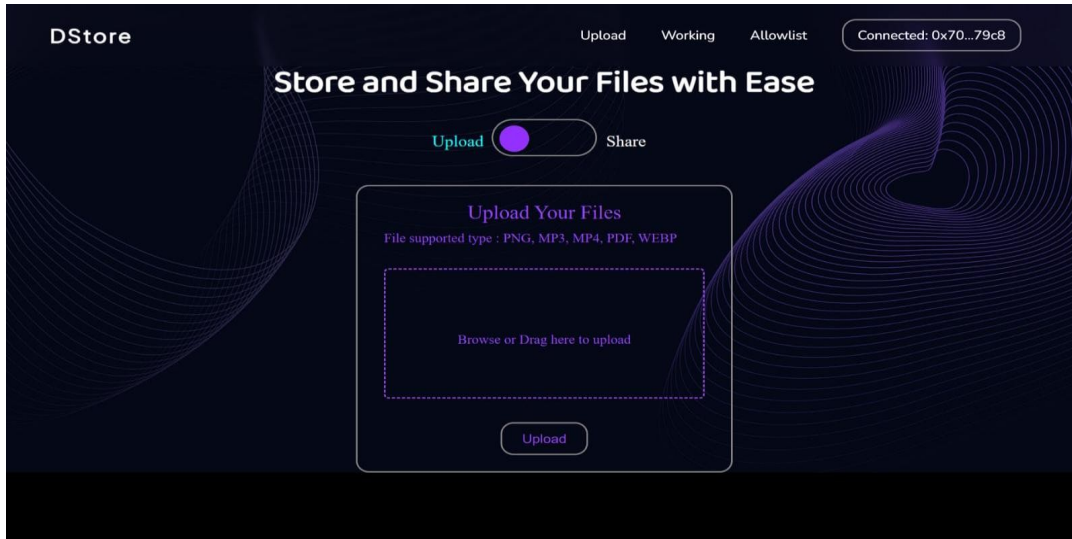 DStore
Upload Working Allowlist Connected: 0x70...79c8
Store and Share Your Files with Ease
Upload Share
Upload Your Files
File supported type : PNG, MP3, MP4, PDF, WEBP
Browse or Drag here to upload
Upload